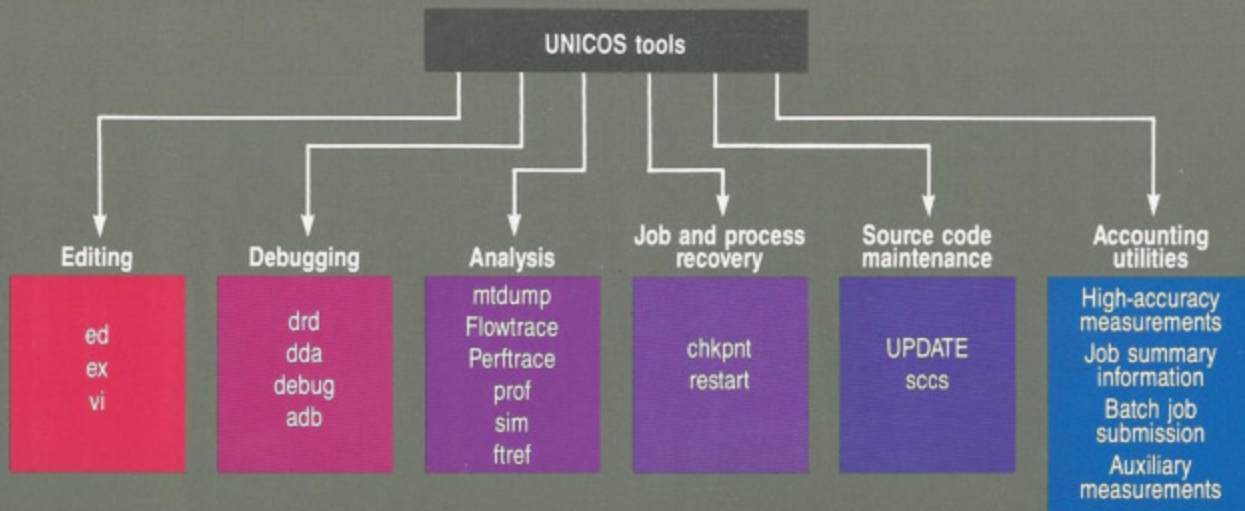 UNICOS tools
Editing
ed
ex
vi
Debugging
drd
dda
debug
adb
Analysis
mtdump
Flowtrace
Perftrace
prof
sim
ftref
Job and process
recovery
chkpnt
restart
Source code
maintenance
UPDATE
sccs
Accounting
utilities
High-accuracy
measurements
Job summary
information
Batch job
submission
Auxiliary
measurements